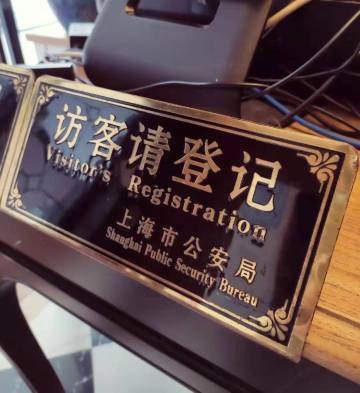 访客请登记
Visitor's Registration
上海市公安局
Shanghai Public Security Bureau